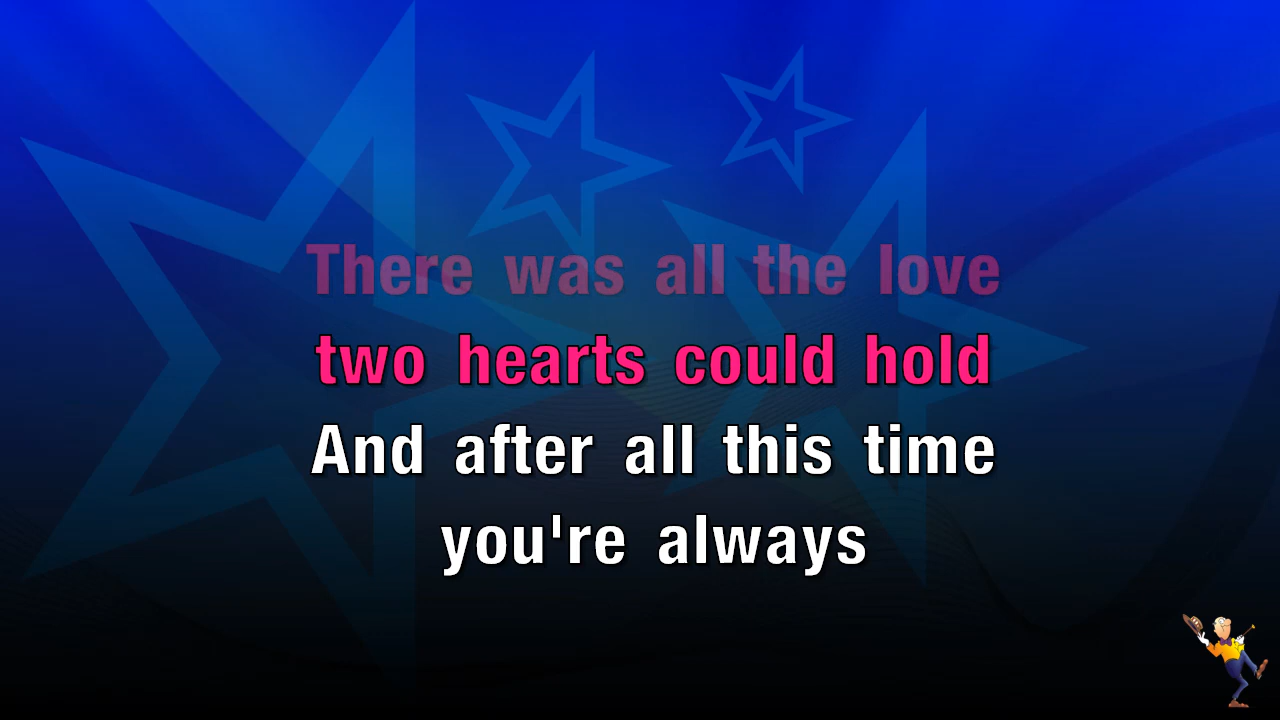 There was all the love
two hearts could hold
And after all this time
you're always